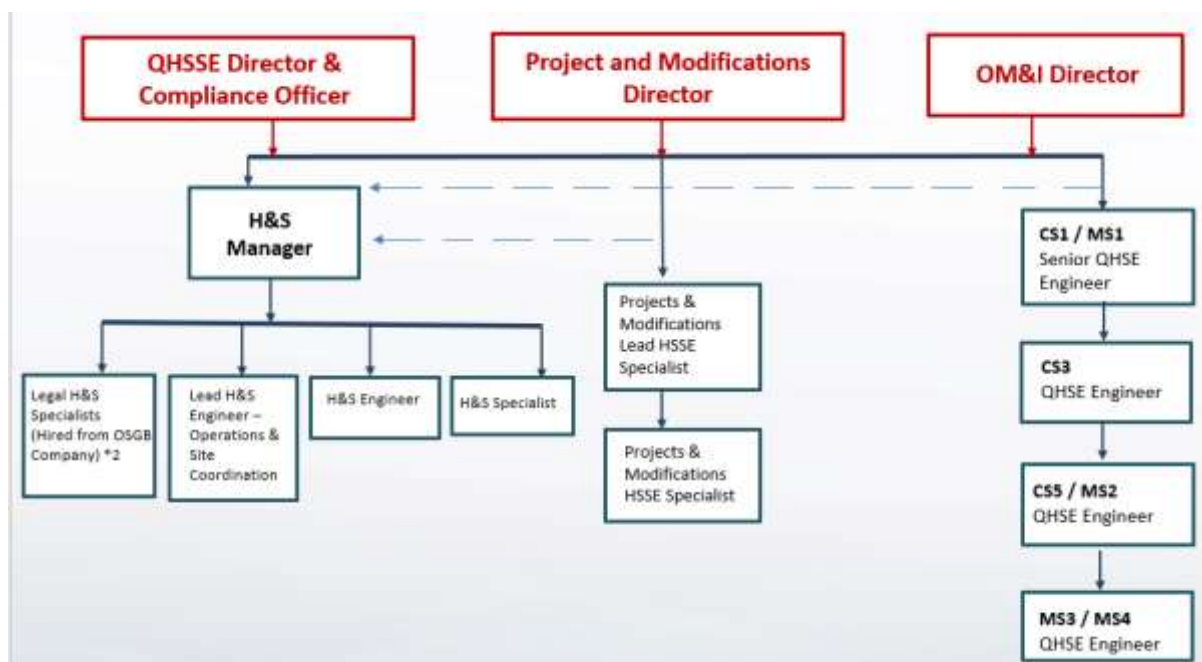 QHSSE Director &
Compliance Officer
Project and Modifications
Director
OM&I Director
H&S
Manager
CS1 / MS1
Senior QHSE
Engineer
Projects &
Modifications
Lead HSSE
Specialist
CS3
QHSE Engineer
Legal H&S
Specialists
(Hired from OSGB
Company) *2
Lead H&S
Engineer –
Operations &
Site
Coordination
H&S Engineer
H&S Specialist
Projects &
Modifications
HSSE Specialist
CS5 / MS2
QHSE Engineer
MS3 / MS4
QHSE Engineer